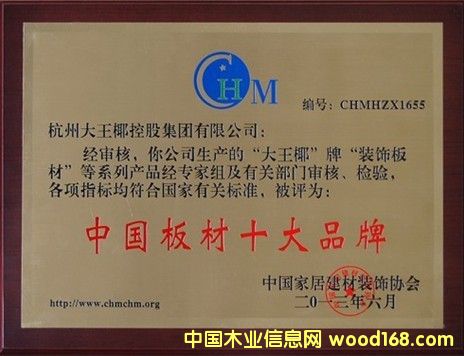 CHM
编号：CHMHZX1655
杭州大王椰控股集团有限公司：
经审核，你公司生产的“大王椰”牌“装饰板
材”等系列产品经专家组及有关部门审核、检验，
各项指标均符合国家有关标准，被评为：
中国板材十大品牌
中国家居建材装饰协会
二〇一三年六月
http://www.chmchm.org
中国木业信息网 wood168.com